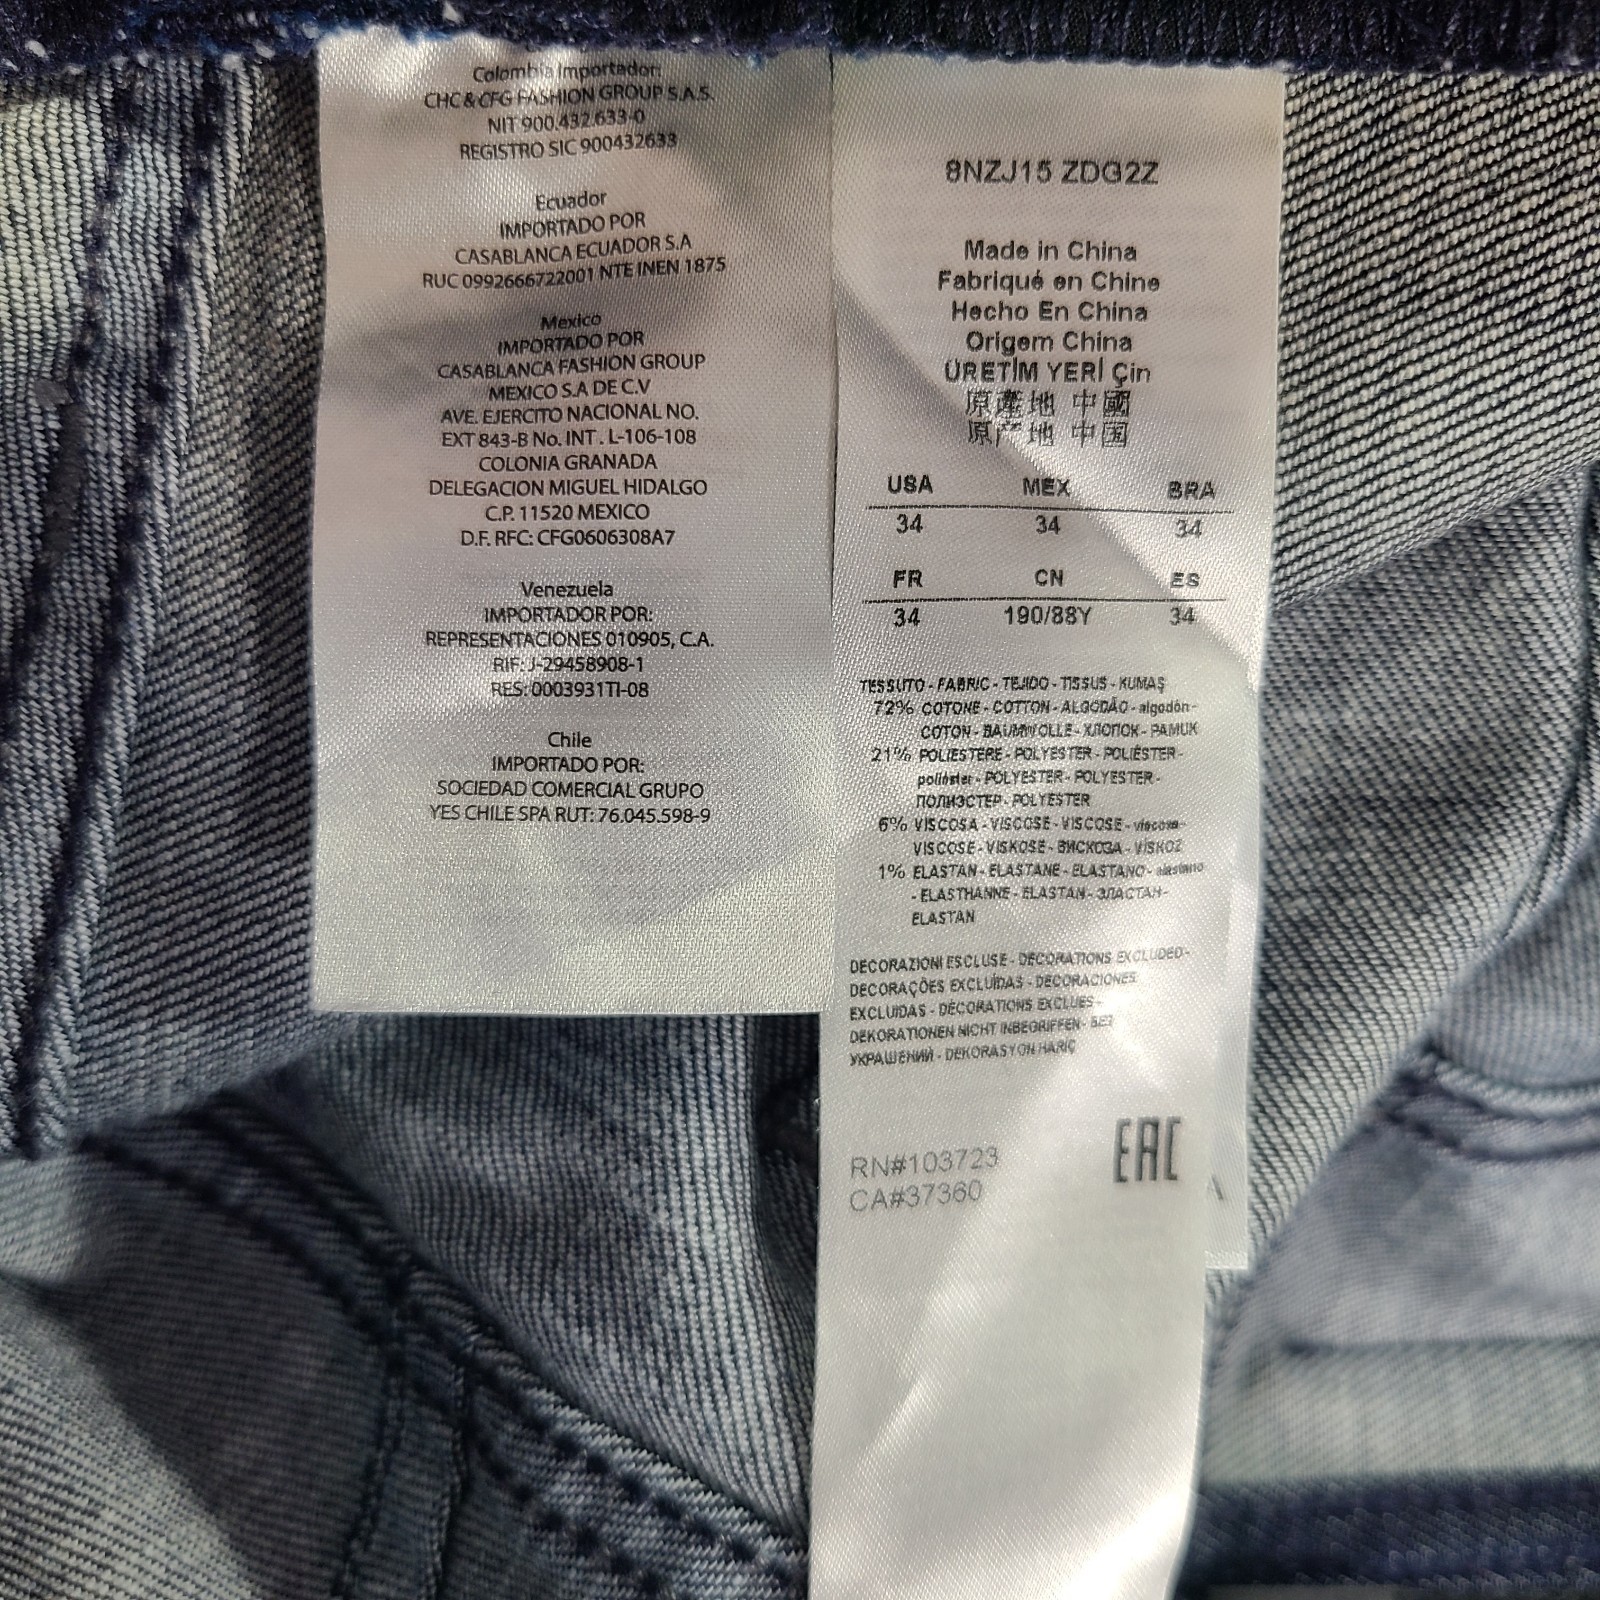 Colombia Importador:
CHC & CFG FASHION GROUP S.A.S.
NIT 900.432.633-0
REGISTRO SIC 900432633
Ecuador
IMPORTADO POR
CASABLANCA ECUADOR S.A
RUC 0992666722001 NTE INEN 1875
Mexico
IMPORTADO POR
CASABLANCA FASHION GROUP
MEXICO S.A DE C.V
AVE. EJERCITO NACIONAL NO.
EXT 843-B No. INT . L-106-108
COLONIA GRANADA
DELEGACION MIGUEL HIDALGO
C.P. 11520 MEXICO
D.F. RFC: CFG0606308A7
Venezuela
IMPORTADOR POR:
REPRESENTACIONES 010905, C.A.
RIF: J-29458908-1
RES: 0003931TI-08
Chile
IMPORTADO POR:
SOCIEDAD COMERCIAL GRUPO
YES CHILE SPA RUT: 76.045.598-9
8NZJ15 ZDG2Z
Made in China
Fabriqué en Chine
Hecho En China
Origem China
ÜRETİM YERİ Çin
原產地 中國
原产地 中国
USA MEX BRA
34 34 34
FR CN ES
34 190/88Y 34
TESSUTO - FABRIC - TEJIDO - TISSUS - KUMAŞ
72% COTONE - COTTON - ALGODÃO - algodón -
COTON - BAUMWOLLE - ХЛОПОК - PAMUK
21% POLIESTERE - POLYESTER - POLIÉSTER -
poliéster - POLYESTER - POLYESTER -
ПОЛИЭСТЕР - POLYESTER
6% VISCOSA - VISCOSE - VISCOSE - viscosa -
VISCOSE - VISKOSE - ВИСКОЗА - VİSKOZ
1% ELASTAN - ELASTANE - ELASTANO - elastano
- ELASTHANNE - ELASTAN - ЭЛАСТАН -
ELASTAN
DECORAZIONI ESCLUSE - DECORATIONS EXCLUDED -
DECORAÇÕES EXCLUÍDAS - DECORACIONES
EXCLUIDAS - DÉCORATIONS EXCLUES -
DEKORATIONEN NICHT INBEGRIFFEN - БЕЗ
УКРАШЕНИЙ - DEKORASYON HARİÇ
EAC
RN#103723
CA#37360